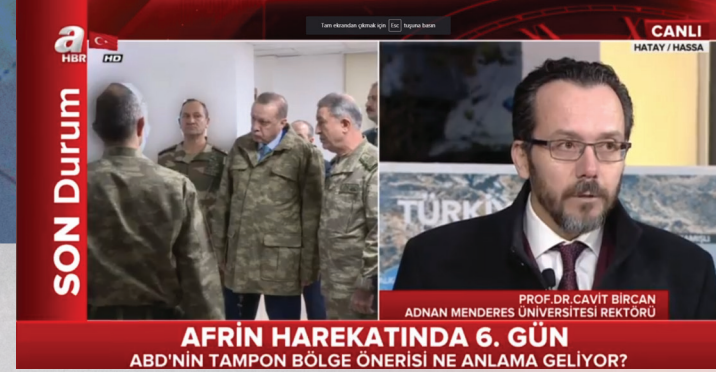 Tam ekrandan çıkmak için Esc tuşuna basın
a
HBR
HD
CANLI
HATAY / HASSA
SON Durum
TÜRKİY
PROF.DR.CAVİT BİRCAN
ADNAN MENDERES ÜNİVERSİTESİ REKTÖRÜ
AFRİN HAREKATINDA 6. GÜN
ABD'NİN TAMPON BÖLGE ÖNERİSİ NE ANLAMA GELİYOR?